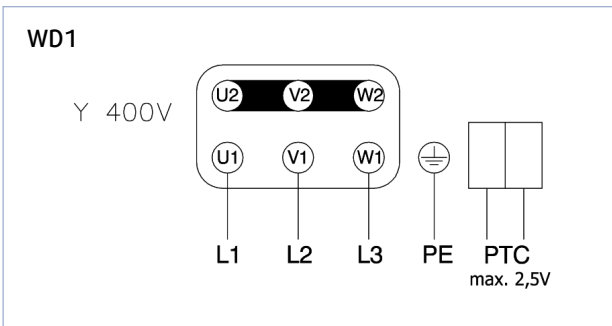 WD1
Y 400V
U2 V2 W2
U1 V1 W1
L1 L2 L3 PE PTC
max. 2,5V